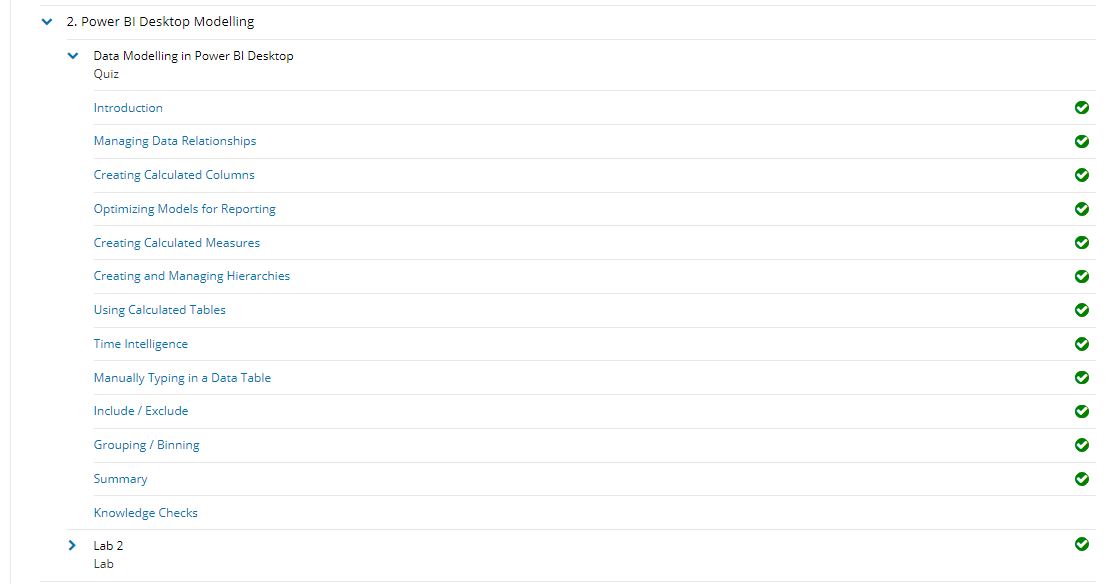 2. Power BI Desktop Modelling
Data Modelling in Power BI Desktop
Quiz
Introduction
Managing Data Relationships
Creating Calculated Columns
Optimizing Models for Reporting
Creating Calculated Measures
Creating and Managing Hierarchies
Using Calculated Tables
Time Intelligence
Manually Typing in a Data Table
Include / Exclude
Grouping / Binning
Summary
Knowledge Checks
Lab 2
Lab